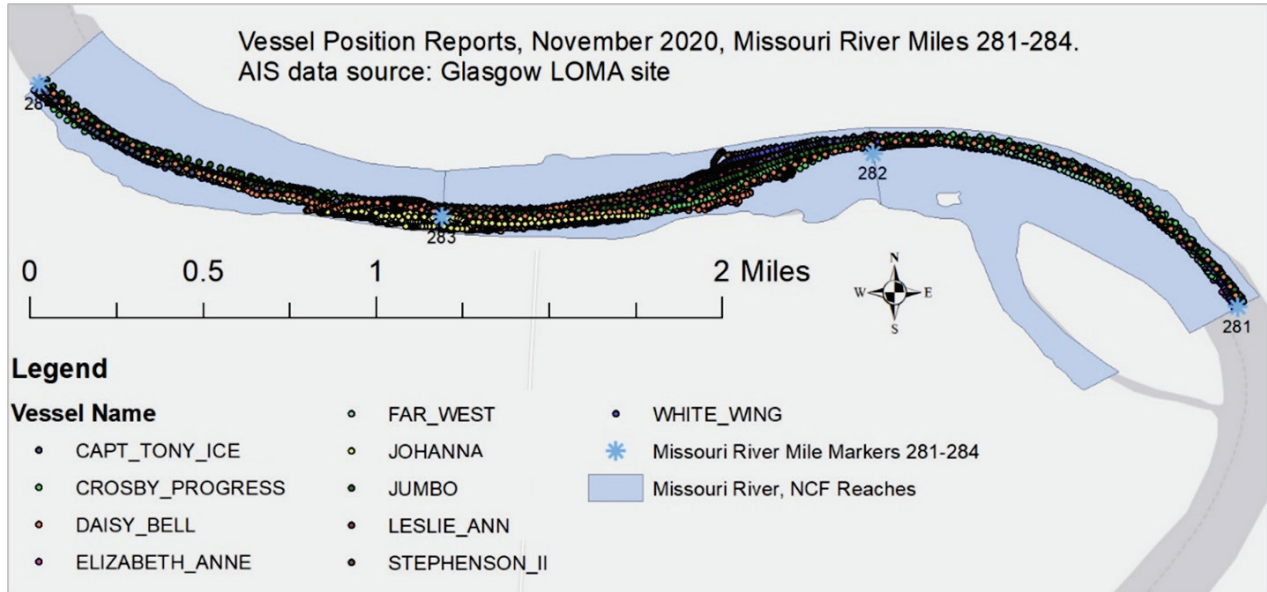 Vessel Position Reports, November 2020, Missouri River Miles 281-284.
AIS data source: Glasgow LOMA site
283
282
281
0 0.5 1 2 Miles
N
W E
S
Legend
Vessel Name
CAPT_TONY_ICE
CROSBY_PROGRESS
DAISY_BELL
ELIZABETH_ANNE
FAR_WEST
JOHANNA
JUMBO
LESLIE_ANN
STEPHENSON_II
WHITE_WING
Missouri River Mile Markers 281-284
Missouri River, NCF Reaches